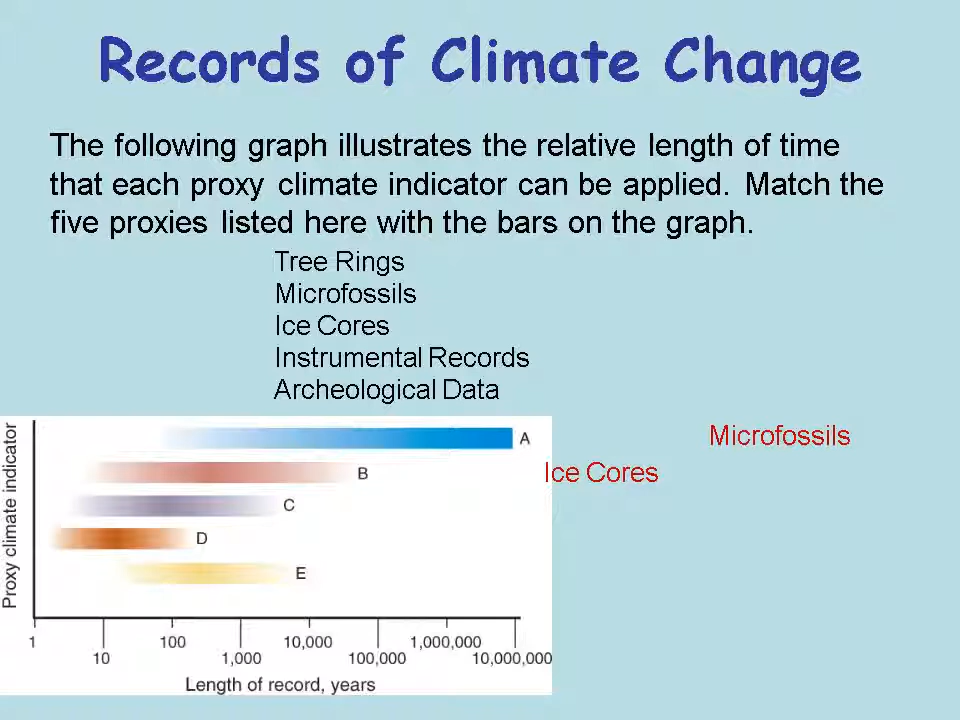 Records of Climate Change
The following graph illustrates the relative length of time
that each proxy climate indicator can be applied. Match the
five proxies listed here with the bars on the graph.
Tree Rings
Microfossils
Ice Cores
Instrumental Records
Archeological Data
Proxy climate indicator
A
Microfossils
B
Ice Cores
C
D
E
1
10
100
1,000
10,000
100,000
1,000,000
10,000,000
Length of record, years